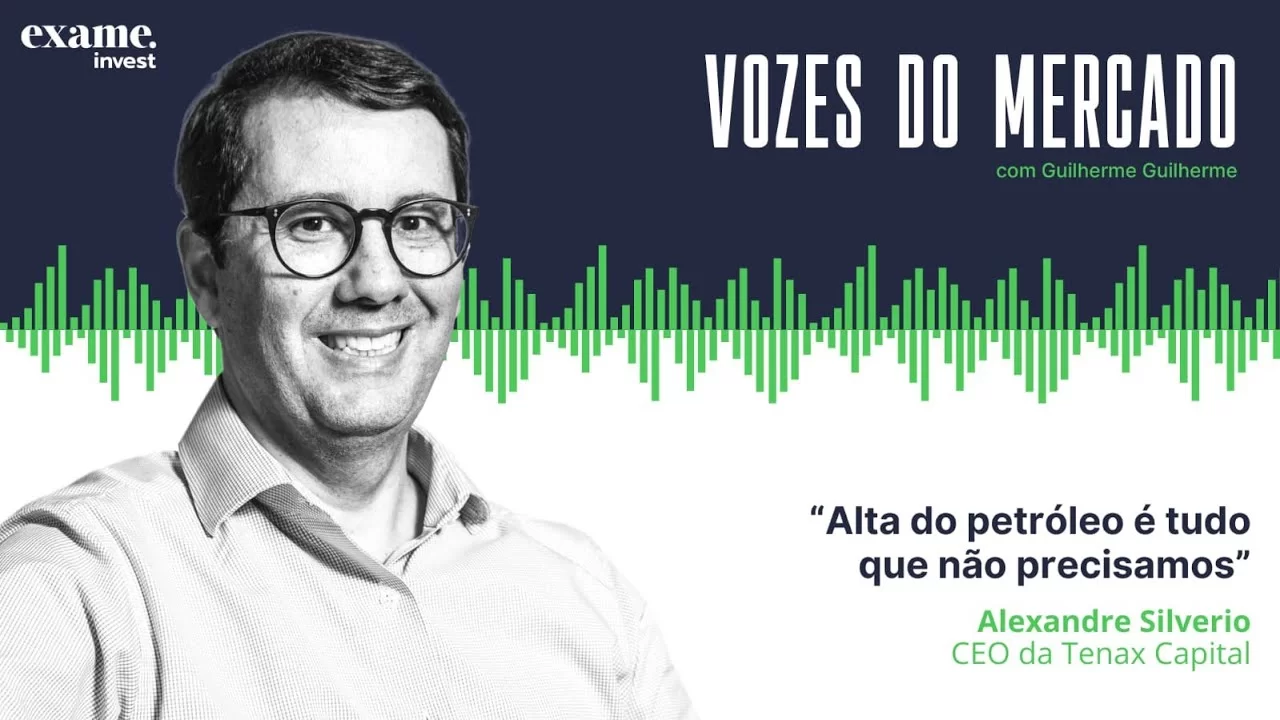 exame.
invest
VOZES DO MERCADO
com Guilherme Guilherme
“Alta do petróleo é tudo
que não precisamos”
Alexandre Silverio
CEO da Tenax Capital